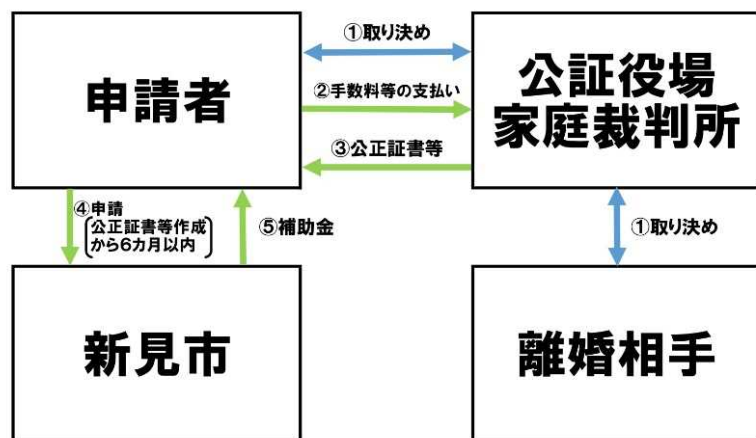 申請者
①取り決め
②手数料等の支払い
③公正証書等
公証役場
家庭裁判所
④申請
公正証書等作成
から6カ月以内
⑤補助金
①取り決め
新見市
離婚相手